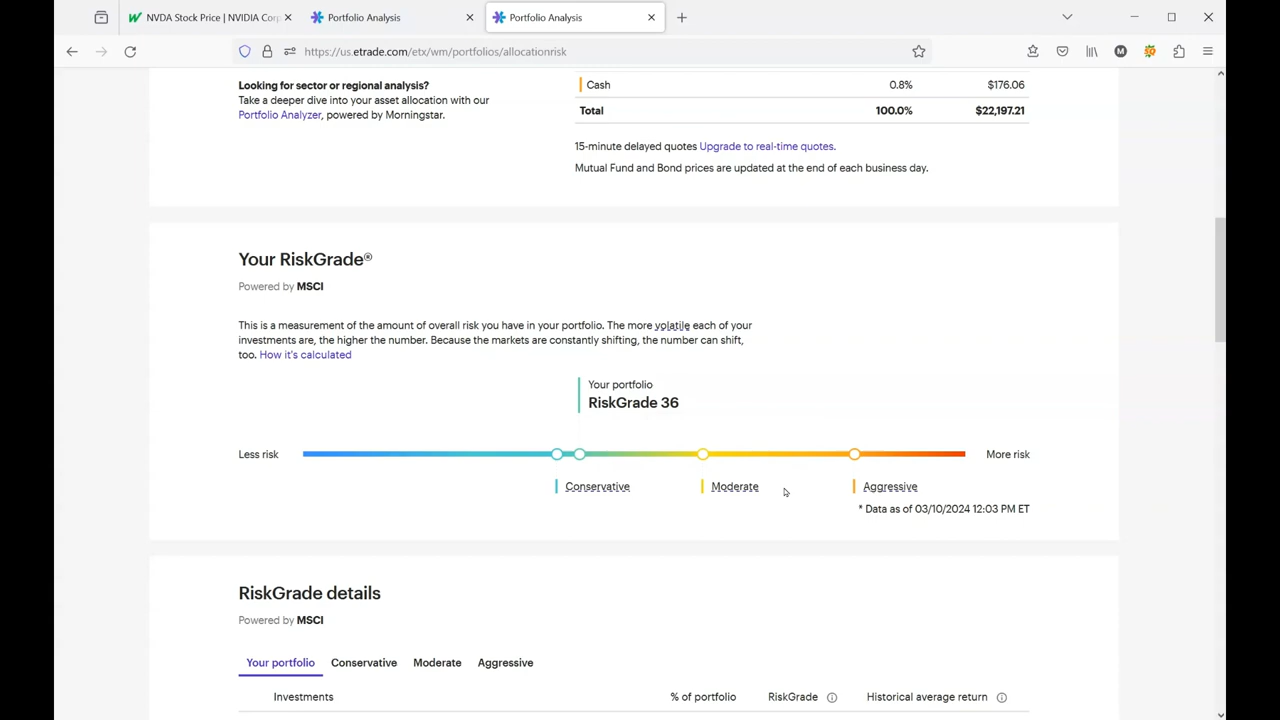 NVDA Stock Price | NVIDIA Corp
Portfolio Analysis
Portfolio Analysis
https://us.etrade.com/etx/wm/portfolios/allocationrisk
M
Looking for sector or regional analysis?
Take a deeper dive into your asset allocation with our
Portfolio Analyzer, powered by Morningstar.
Cash 0.8% $176.06
Total 100.0% $22,197.21
15-minute delayed quotes Upgrade to real-time quotes.
Mutual Fund and Bond prices are updated at the end of each business day.
Your RiskGrade®
Powered by MSCI
This is a measurement of the amount of overall risk you have in your portfolio. The more volatile each of your
investments are, the higher the number. Because the markets are constantly shifting, the number can shift,
too. How it's calculated
Your portfolio
RiskGrade 36
Less risk
More risk
Conservative
Moderate
Aggressive
* Data as of 03/10/2024 12:03 PM ET
RiskGrade details
Powered by MSCI
Your portfolio Conservative Moderate Aggressive
Investments % of portfolio RiskGrade Historical average return